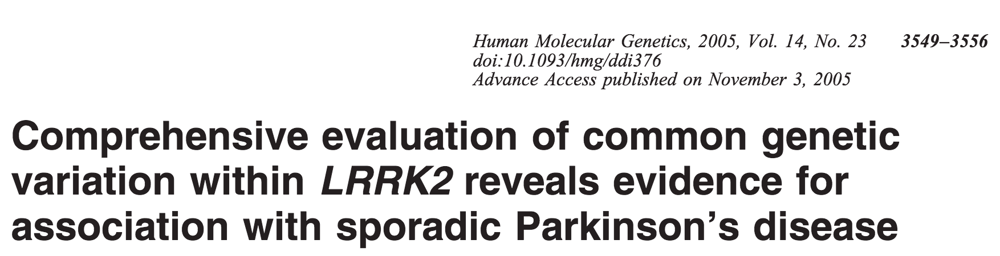 Human Molecular Genetics, 2005, Vol. 14, No. 23 3549–3556
doi:10.1093/hmg/ddi376
Advance Access published on November 3, 2005
Comprehensive evaluation of common genetic
variation within LRRK2 reveals evidence for
association with sporadic Parkinson’s disease